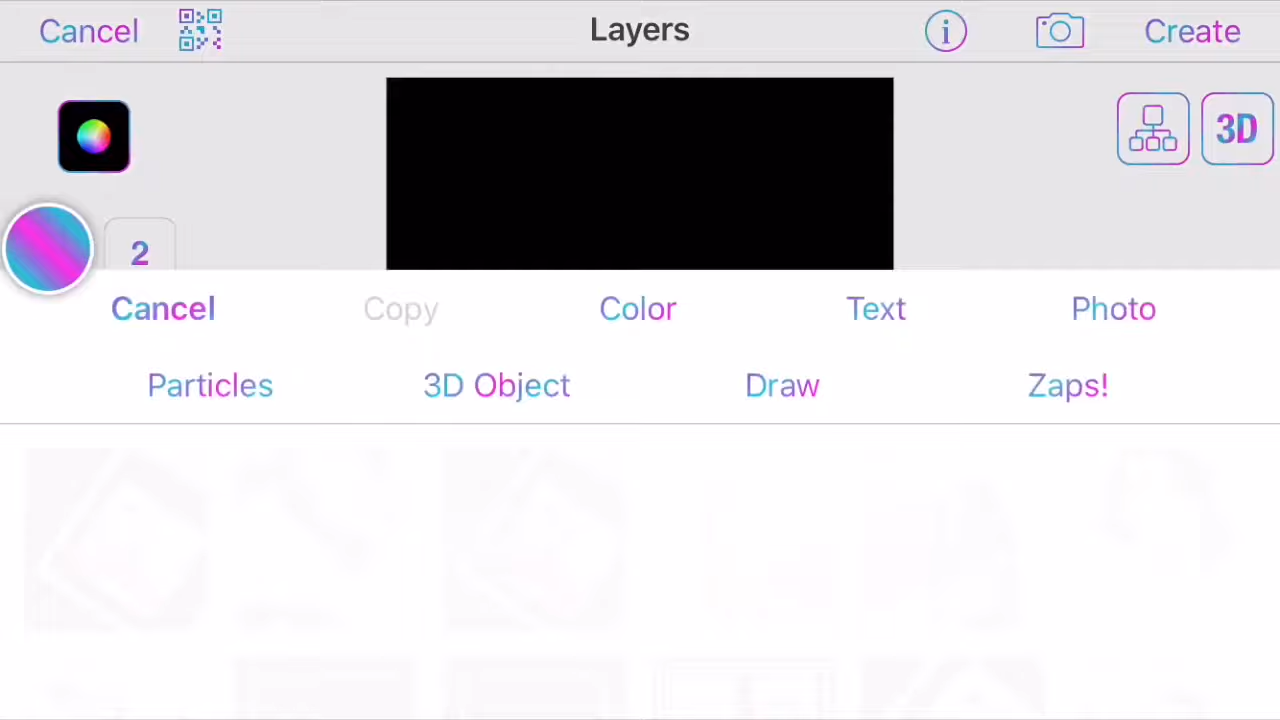 Cancel Layers Create
3D
2
Cancel Copy Color Text Photo
Particles 3D Object Draw Zaps!